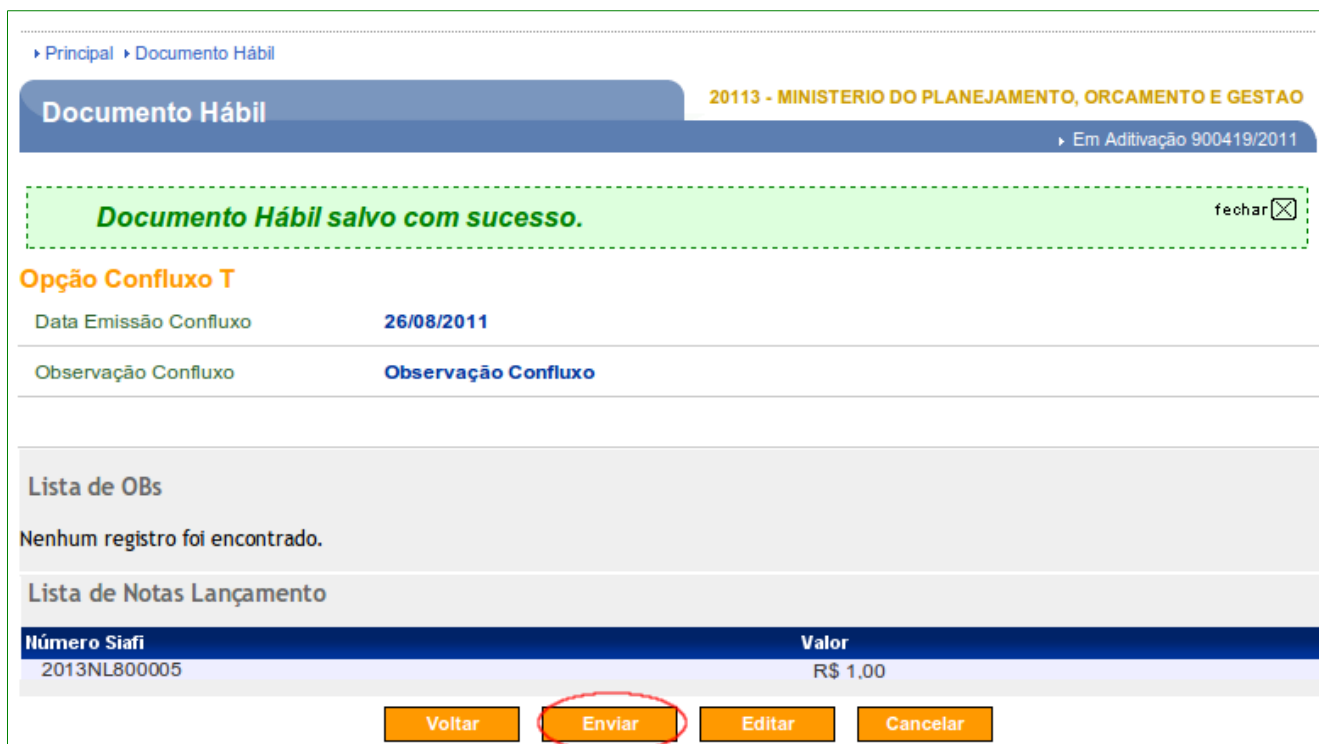 Principal Documento Hábil
Documento Hábil
20113 - MINISTERIO DO PLANEJAMENTO, ORCAMENTO E GESTAO
Em Aditivação 900419/2011
Documento Hábil salvo com sucesso.
fechar
Opção Confluxo T
Data Emissão Confluxo 26/08/2011
Observação Confluxo Observação Confluxo
Lista de OBs
Nenhum registro foi encontrado.
Lista de Notas Lançamento
Número Siafi Valor
2013NL800005 R$ 1,00
Voltar Enviar Editar Cancelar